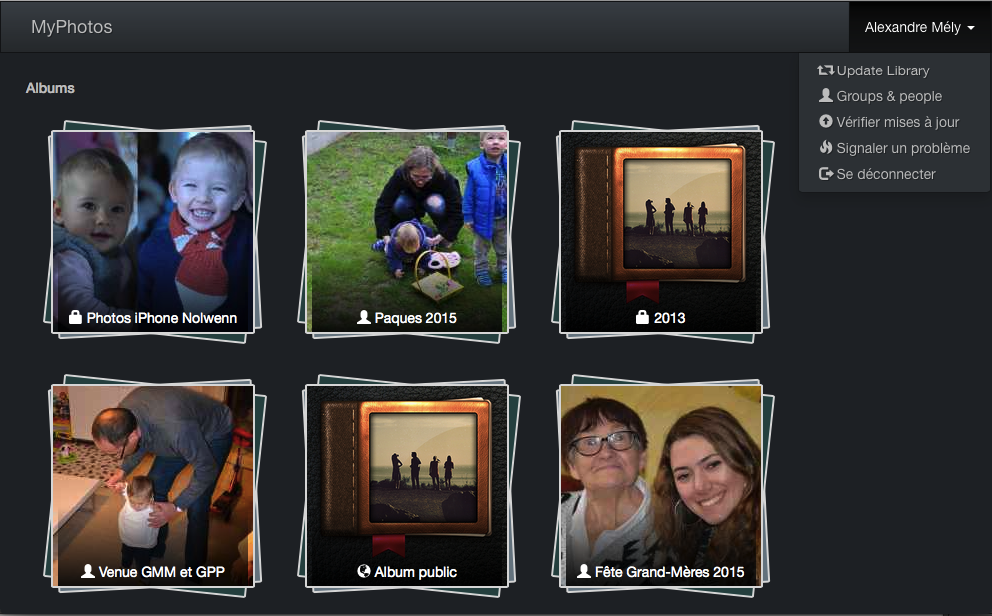 MyPhotos
Alexandre Mély
Update Library
Groups & people
Vérifier mises à jour
Signaler un problème
Se déconnecter
Albums
Photos iPhone Nolwenn
Paques 2015
2013
Venue GMM et GPP
Album public
Fête Grand-Mères 2015